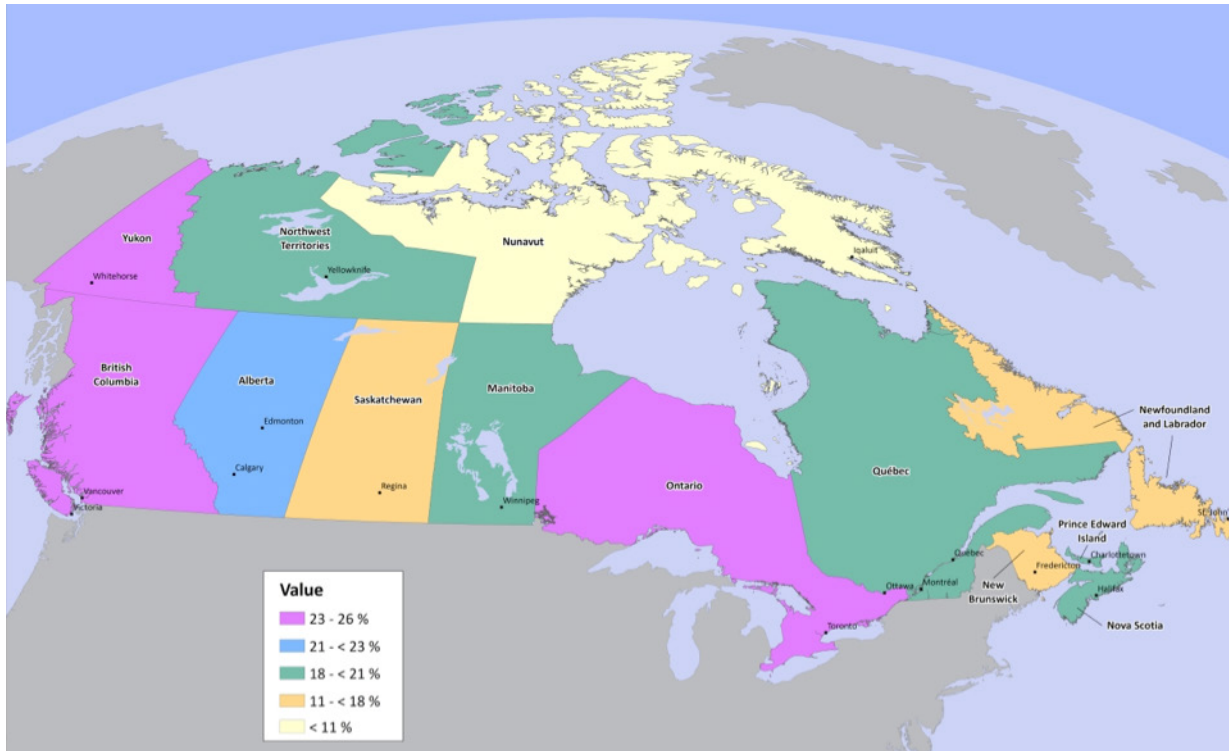 Yukon
Whitehorse
Northwest
Territories
Yellowknife
Nunavut
Iqaluit
British
Columbia
Vancouver
Victoria
Alberta
Edmonton
Calgary
Saskatchewan
Regina
Manitoba
Winnipeg
Ontario
Toronto
Ottawa
Québec
Québec
Montréal
Newfoundland
and Labrador
St. John
Prince Edward
Island
Charlottetown
Fredericton
New
Brunswick
Halifax
Nova Scotia
Value
23 - 26 %
21 - < 23 %
18 - < 21 %
11 - < 18 %
< 11 %